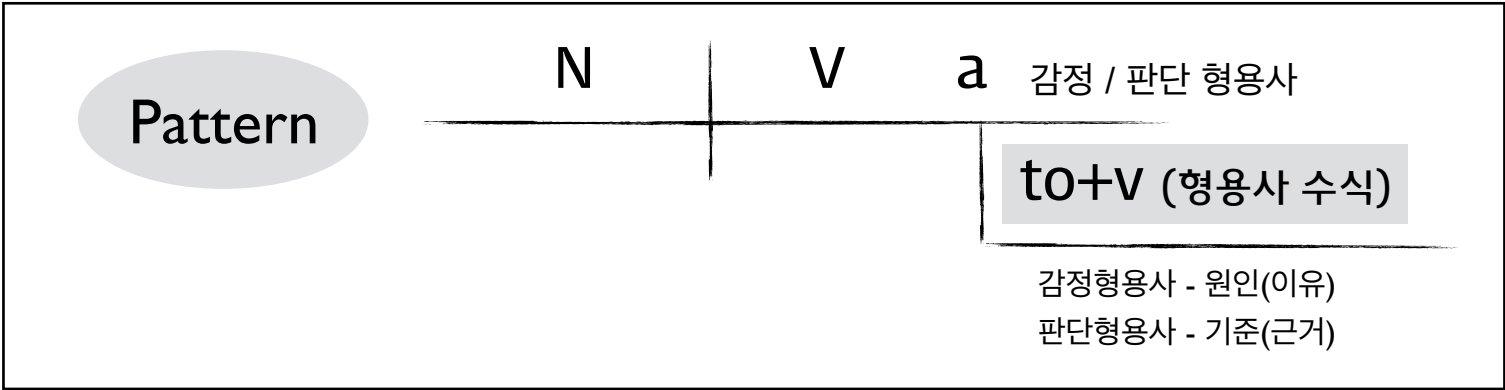 Pattern
N V a 감정 / 판단 형용사
to+v (형용사 수식)
감정형용사 - 원인(이유)
판단형용사 - 기준(근거)